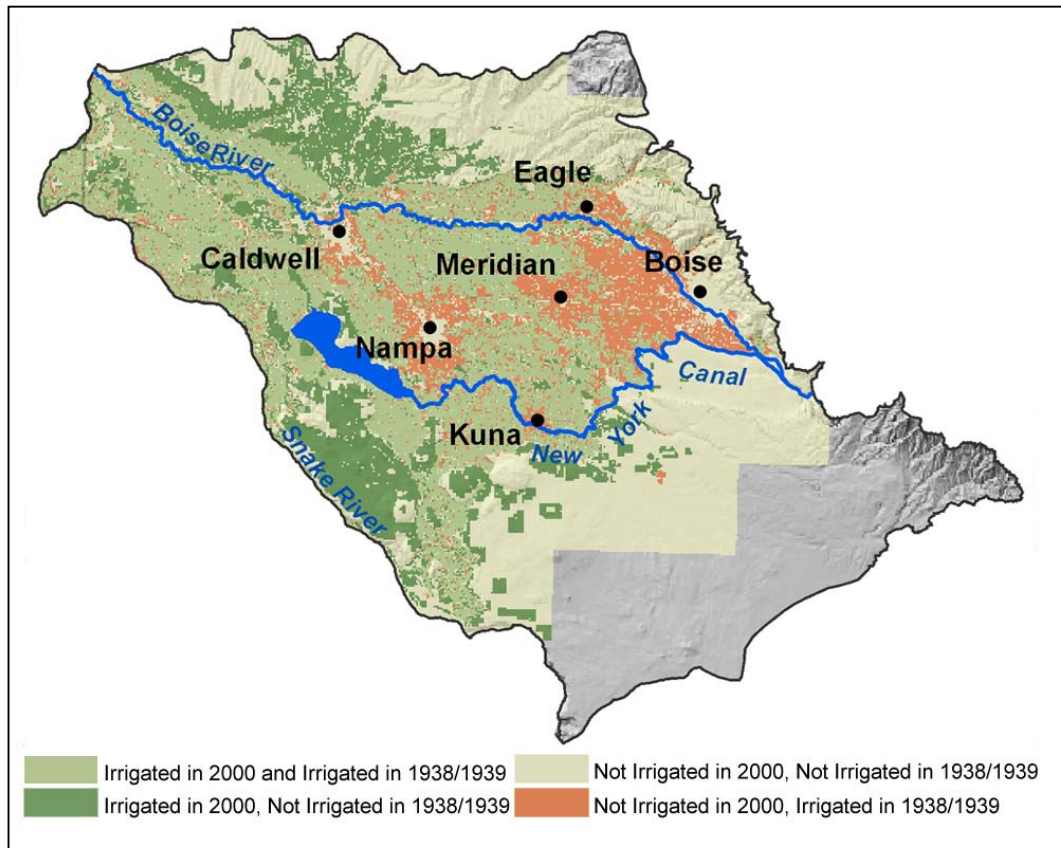 Boise River
Eagle
Caldwell
Meridian
Boise
Nampa
Canal
Kuna
New
York
Snake River
Irrigated in 2000 and Irrigated in 1938/1939
Not Irrigated in 2000, Not Irrigated in 1938/1939
Irrigated in 2000, Not Irrigated in 1938/1939
Not Irrigated in 2000, Irrigated in 1938/1939